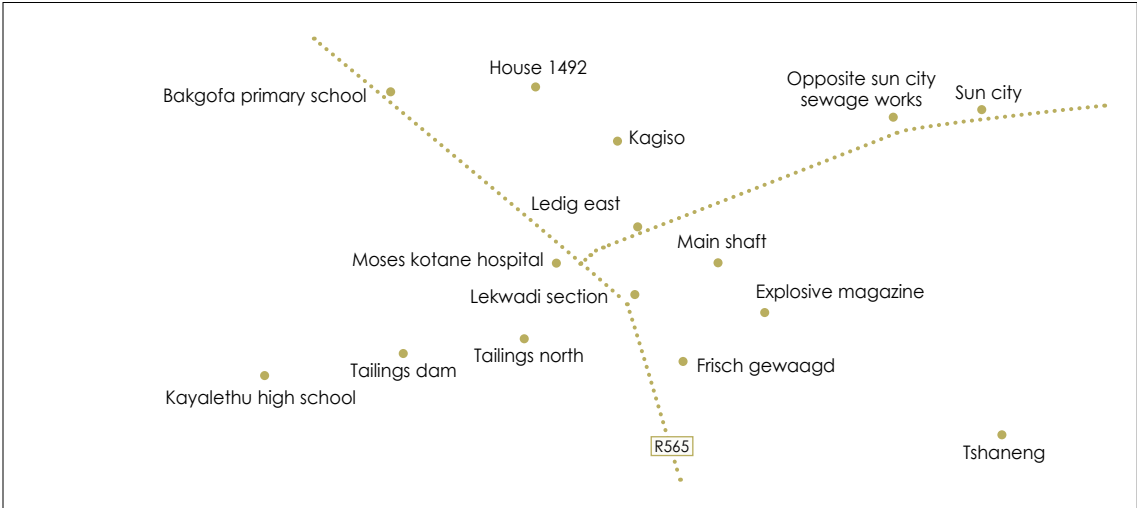 House 1492
Bakgofa primary school
Opposite sun city
sewage works
Sun city
Kagiso
Ledig east
Main shaft
Moses kotane hospital
Lekwadi section
Explosive magazine
Tailings north
Tailings dam
Frisch gewaagd
Kayalethu high school
R565
Tshaneng